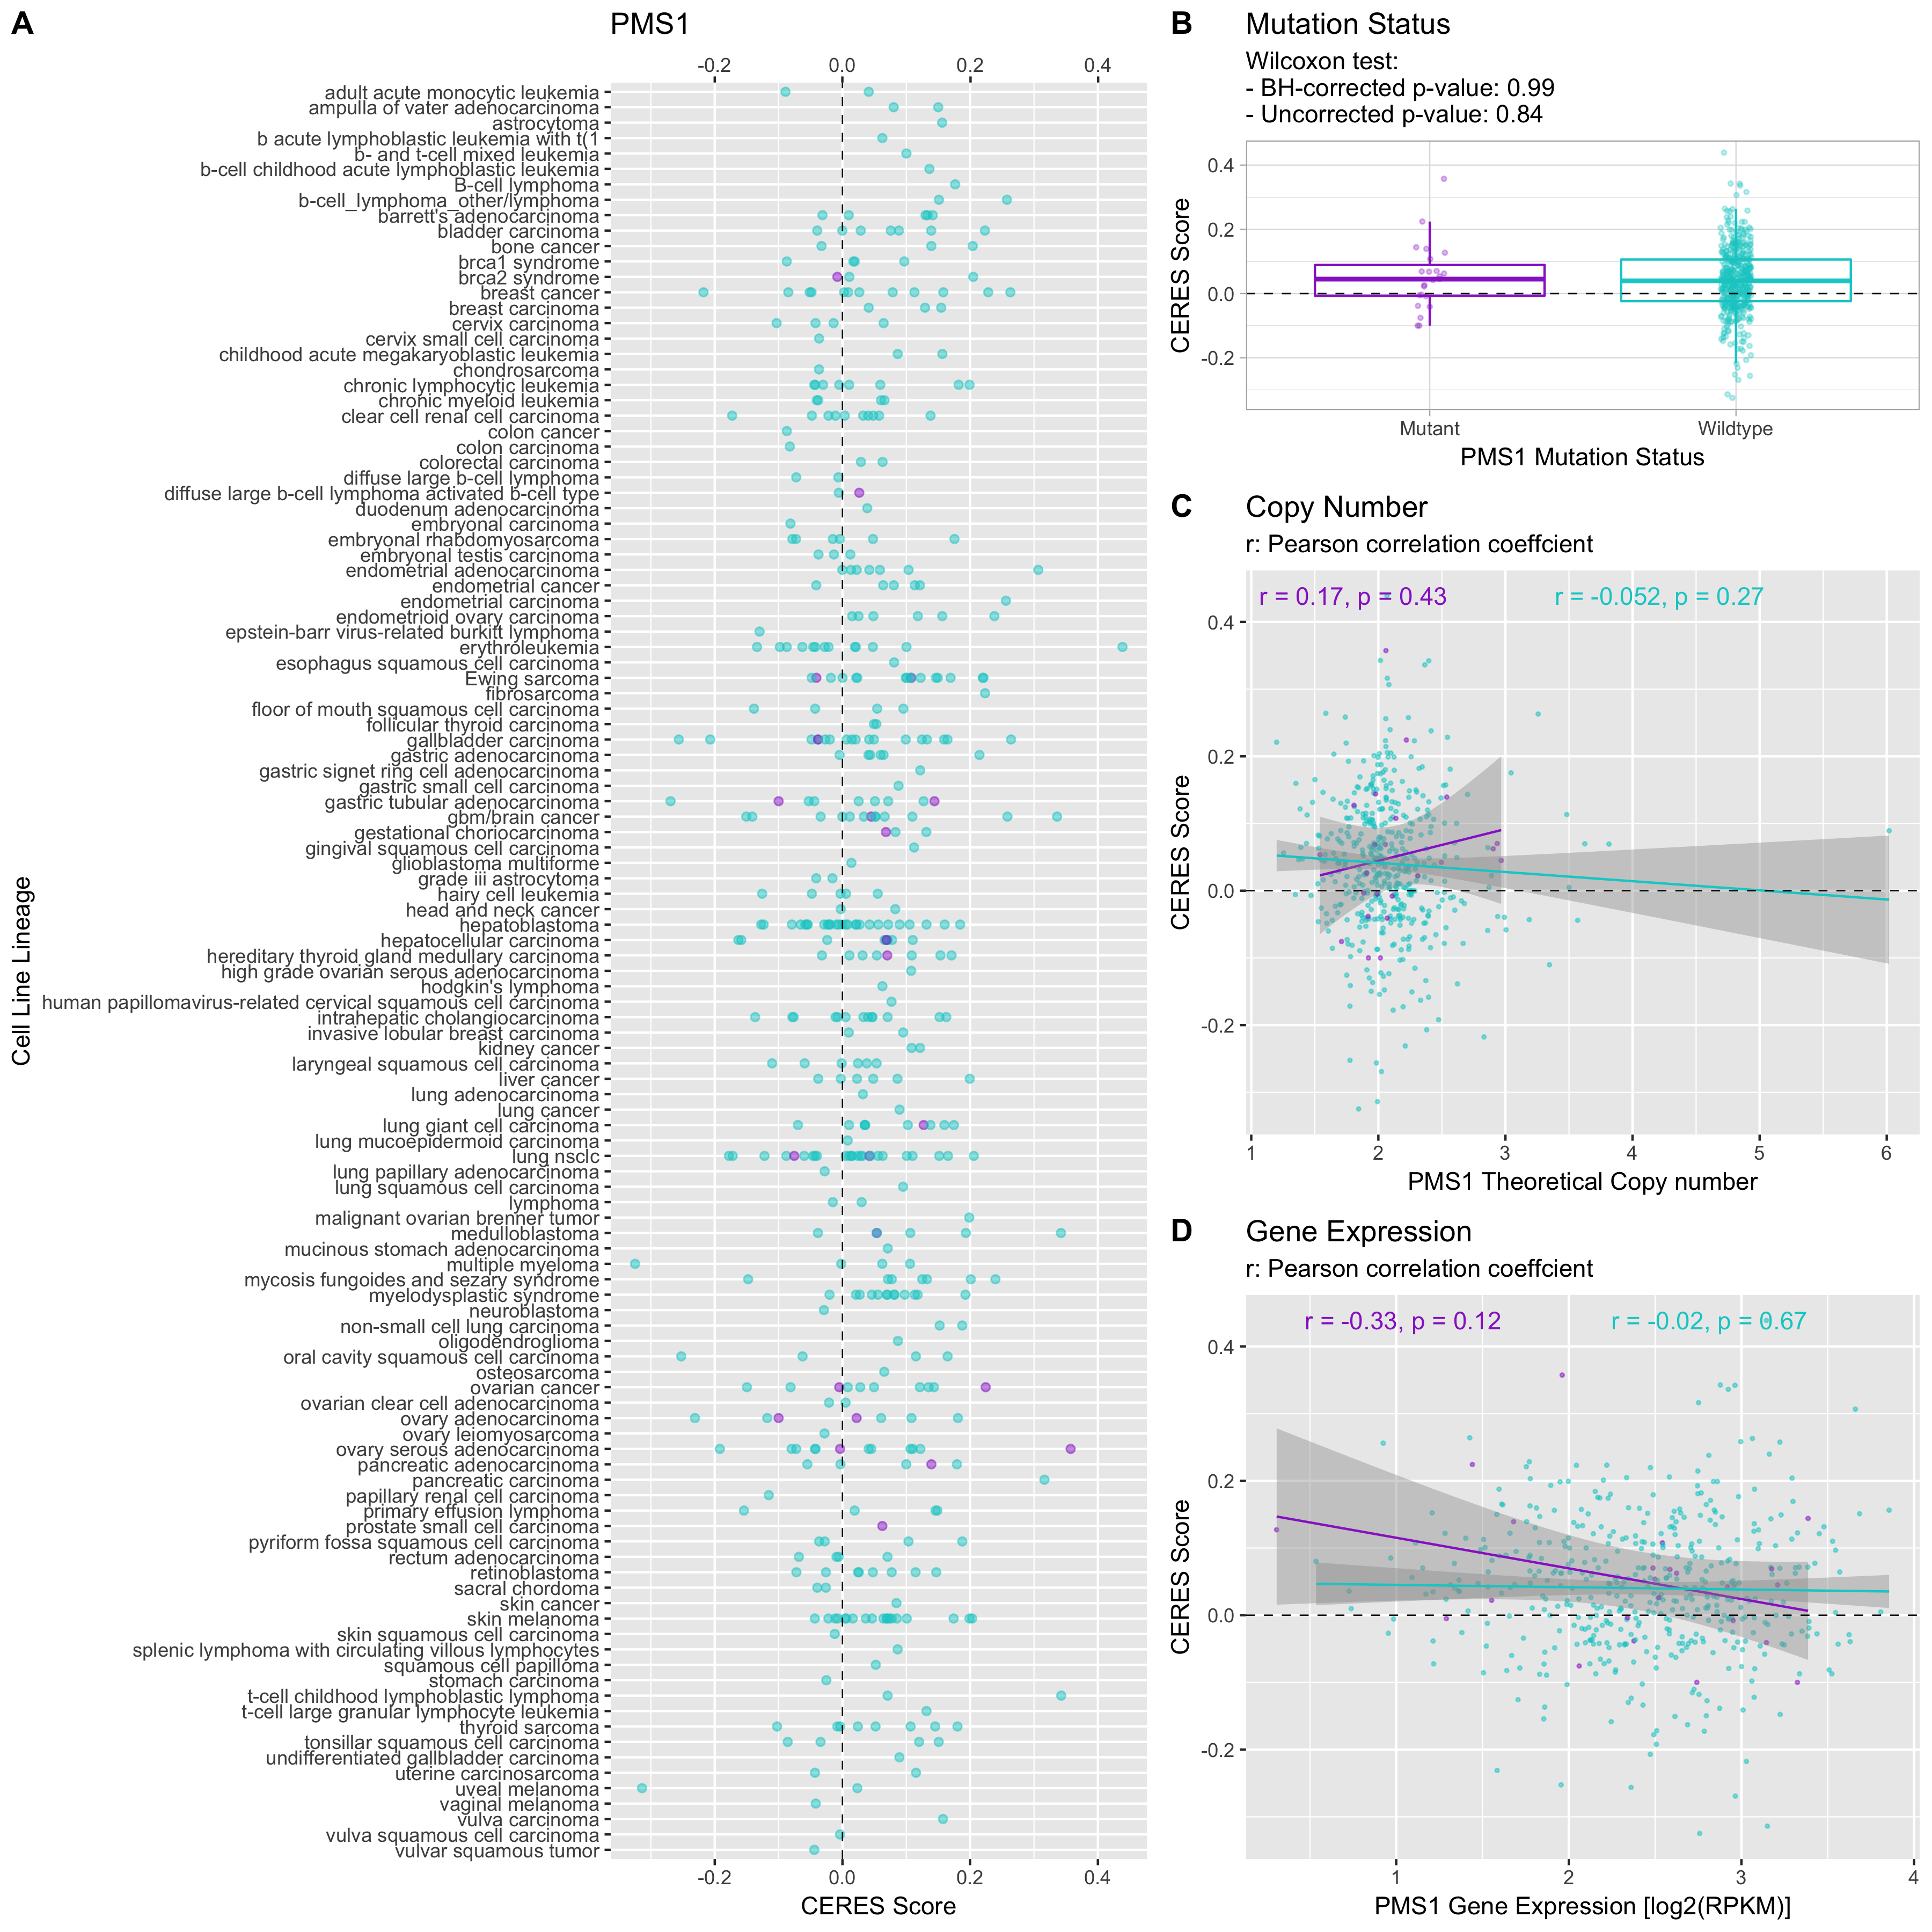 A
PMS1
-0.2 0.0 0.2 0.4
adult acute monocytic leukemia
ampulla of vater adenocarcinoma
astrocytoma
b acute lymphoblastic leukemia with t(1
b- and t-cell mixed leukemia
b-cell childhood acute lymphoblastic leukemia
B-cell lymphoma
b-cell_lymphoma_other/lymphoma
barrett's adenocarcinoma
bladder carcinoma
bone cancer
brca1 syndrome
brca2 syndrome
breast cancer
breast carcinoma
cervix carcinoma
cervix small cell carcinoma
childhood acute megakaryoblastic leukemia
chondrosarcoma
chronic lymphocytic leukemia
chronic myeloid leukemia
clear cell renal cell carcinoma
colon cancer
colon carcinoma
colorectal carcinoma
diffuse large b-cell lymphoma
diffuse large b-cell lymphoma activated b-cell type
duodenum adenocarcinoma
embryonal carcinoma
embryonal rhabdomyosarcoma
embryonal testis carcinoma
endometrial adenocarcinoma
endometrial cancer
endometrial carcinoma
endometrioid ovary carcinoma
epstein-barr virus-related burkitt lymphoma
erythroleukemia
esophagus squamous cell carcinoma
Ewing sarcoma
fibrosarcoma
floor of mouth squamous cell carcinoma
follicular thyroid carcinoma
gallbladder carcinoma
gastric adenocarcinoma
gastric signet ring cell adenocarcinoma
gastric small cell carcinoma
gastric tubular adenocarcinoma
gbm/brain cancer
gestational choriocarcinoma
gingival squamous cell carcinoma
glioblastoma multiforme
grade iii astrocytoma
hairy cell leukemia
head and neck cancer
hepatoblastoma
hepatocellular carcinoma
hereditary thyroid gland medullary carcinoma
high grade ovarian serous adenocarcinoma
hodgkin's lymphoma
human papillomavirus-related cervical squamous cell carcinoma
intrahepatic cholangiocarcinoma
invasive lobular breast carcinoma
kidney cancer
laryngeal squamous cell carcinoma
liver cancer
lung adenocarcinoma
lung cancer
lung giant cell carcinoma
lung mucoepidermoid carcinoma
lung nsclc
lung papillary adenocarcinoma
lung squamous cell carcinoma
lymphoma
malignant ovarian brenner tumor
medulloblastoma
mucinous stomach adenocarcinoma
multiple myeloma
mycosis fungoides and sezary syndrome
myelodysplastic syndrome
neuroblastoma
non-small cell lung carcinoma
oligodendroglioma
oral cavity squamous cell carcinoma
osteosarcoma
ovarian cancer
ovarian clear cell adenocarcinoma
ovary adenocarcinoma
ovary leiomyosarcoma
ovary serous adenocarcinoma
pancreatic adenocarcinoma
pancreatic carcinoma
papillary renal cell carcinoma
primary effusion lymphoma
prostate small cell carcinoma
pyriform fossa squamous cell carcinoma
rectum adenocarcinoma
retinoblastoma
sacral chordoma
skin cancer
skin melanoma
skin squamous cell carcinoma
splenic lymphoma with circulating villous lymphocytes
squamous cell papilloma
stomach carcinoma
t-cell childhood lymphoblastic lymphoma
t-cell large granular lymphocyte leukemia
thyroid sarcoma
tonsillar squamous cell carcinoma
undifferentiated gallbladder carcinoma
uterine carcinosarcoma
uveal melanoma
vaginal melanoma
vulva carcinoma
vulva squamous cell carcinoma
vulvar squamous tumor
-0.2 0.0 0.2 0.4
CERES Score
Cell Line Lineage
B
Mutation Status
Wilcoxon test:
- BH-corrected p-value: 0.99
- Uncorrected p-value: 0.84
0.4
0.2
0.0
-0.2
CERES Score
Mutant Wildtype
PMS1 Mutation Status
C
Copy Number
r: Pearson correlation coeffcient
r = 0.17, p = 0.43 r = -0.052, p = 0.27
0.4
0.2
0.0
-0.2
CERES Score
1 2 3 4 5 6
PMS1 Theoretical Copy number
D
Gene Expression
r: Pearson correlation coeffcient
r = -0.33, p = 0.12 r = -0.02, p = 0.67
0.4
0.2
0.0
-0.2
CERES Score
1 2 3 4
PMS1 Gene Expression [log2(RPKM)]